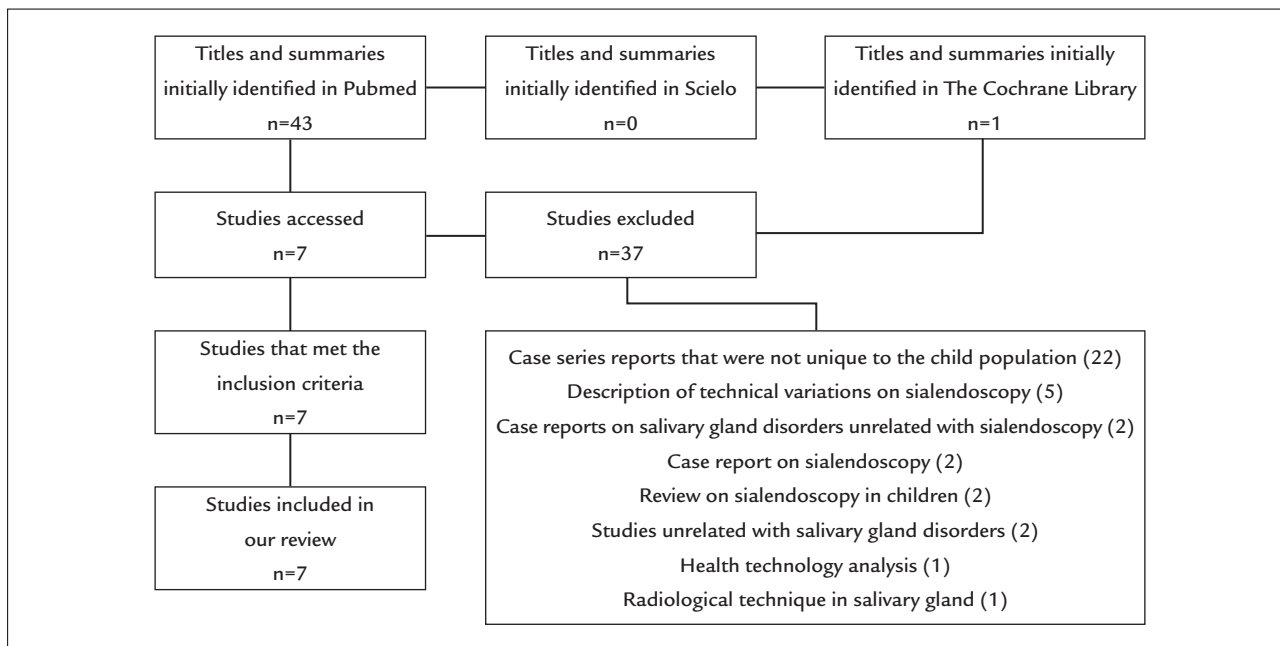 Titles and summaries
initially identified in Pubmed
n=43
Titles and summaries
initially identified in Scielo
n=0
Titles and summaries initially
identified in The Cochrane Library
n=1
Studies accessed
n=7
Studies excluded
n=37
Studies that met the
inclusion criteria
n=7
Studies included in
our review
n=7
Case series reports that were not unique to the child population (22)
Description of technical variations on sialendoscopy (5)
Case reports on salivary gland disorders unrelated with sialendoscopy (2)
Case report on sialendoscopy (2)
Review on sialendoscopy in children (2)
Studies unrelated with salivary gland disorders (2)
Health technology analysis (1)
Radiological technique in salivary gland (1)